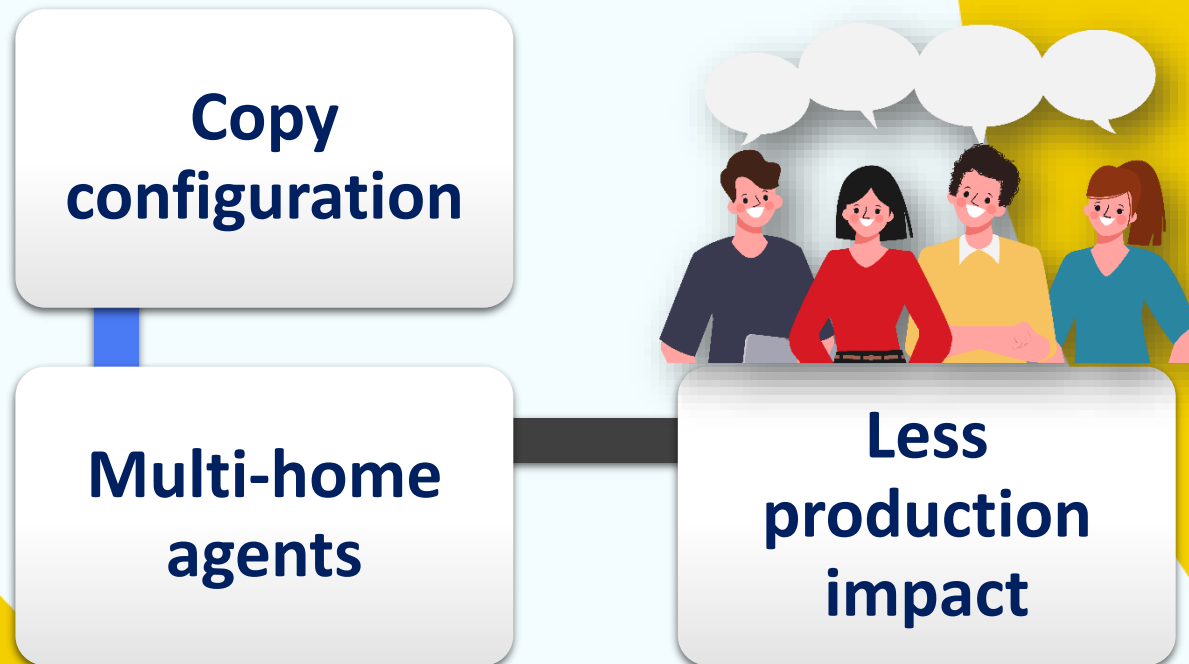 Copy
configuration
Multi-home
agents
Less
production
impact